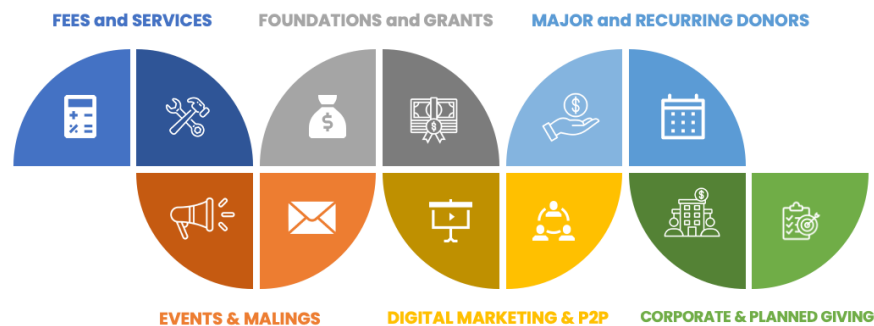 FEES and SERVICES
FOUNDATIONS and GRANTS
MAJOR and RECURRING DONORS
EVENTS & MALINGS
DIGITAL MARKETING & P2P
CORPORATE & PLANNED GIVING